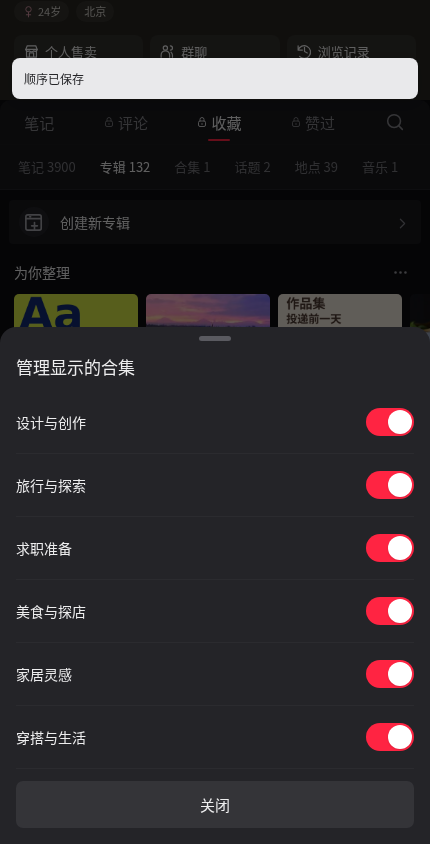 ♀ 24岁 北京
个人售卖 群聊 浏览记录
顺序已保存
笔记 评论 收藏 赞过
笔记 3900 专辑 132 合集 1 话题 2 地点 39 音乐 1
创建新专辑
为你整理
Aa
作品集
投递前一天
管理显示的合集
设计与创作
旅行与探索
求职准备
美食与探店
家居灵感
穿搭与生活
关闭